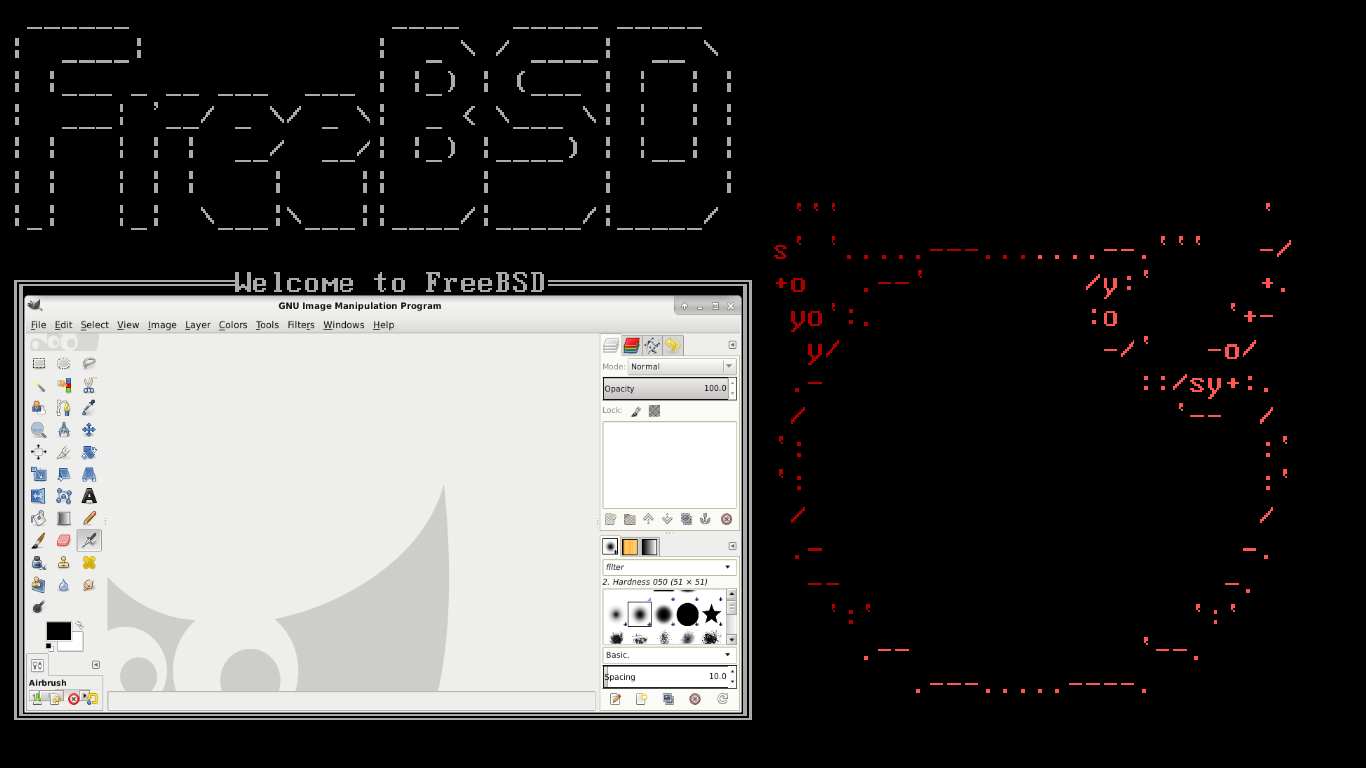 FreeBSD
Welcome to FreeBSD
GNU Image Manipulation Program
File Edit Select View Image Layer Colors Tools Filters Windows Help
Mode: Normal
Opacity 100.0
Lock:
filter
2. Hardness 050 (51 × 51)
Basic,
Spacing 10.0
Airbrush